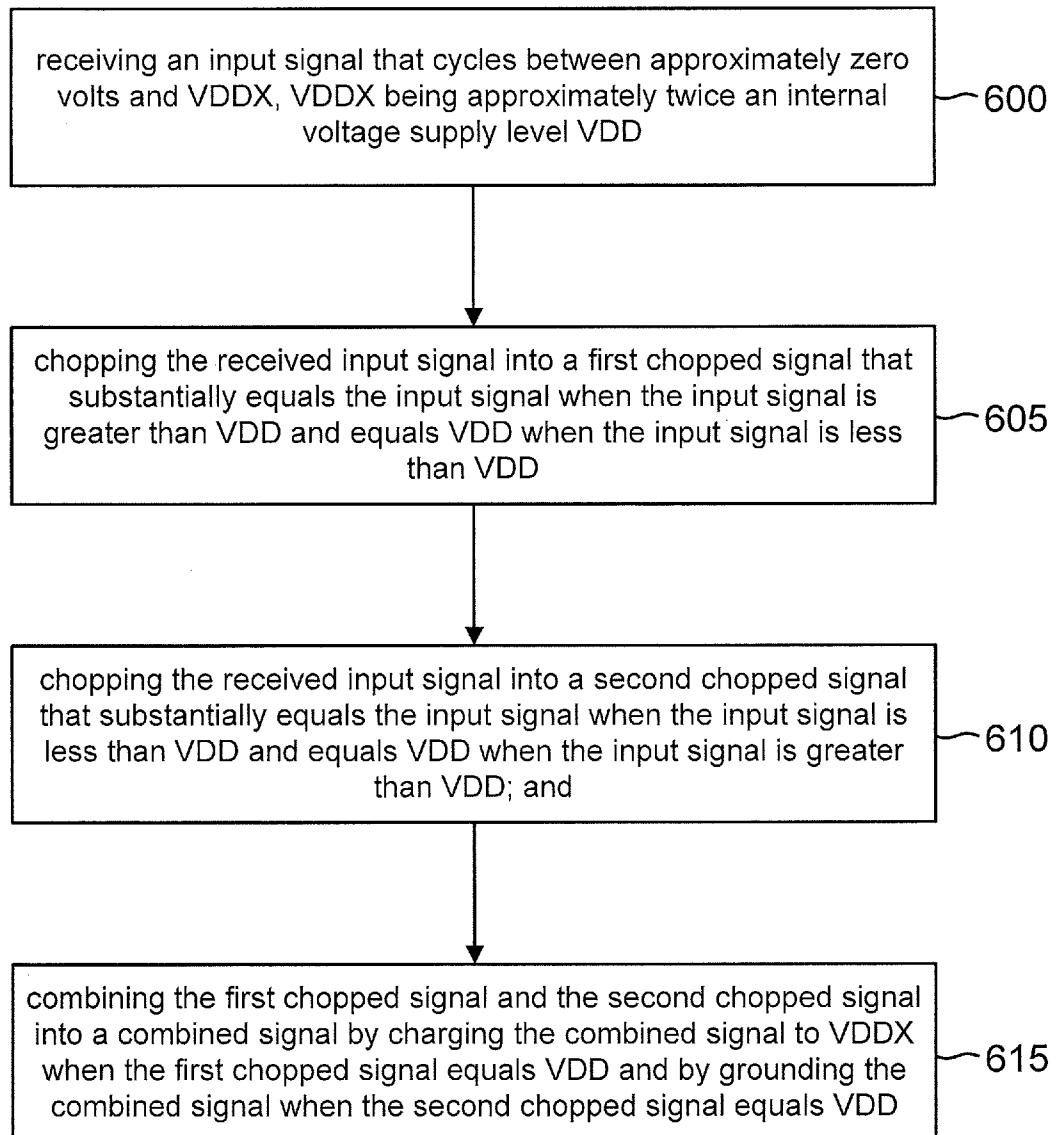 receiving an input signal that cycles between approximately zero
volts and VDDX, VDDX being approximately twice an internal
voltage supply level VDD
600
chopping the received input signal into a first chopped signal that
substantially equals the input signal when the input signal is
greater than VDD and equals VDD when the input signal is less
than VDD
605
chopping the received input signal into a second chopped signal
that substantially equals the input signal when the input signal is
less than VDD and equals VDD when the input signal is greater
than VDD; and
610
combining the first chopped signal and the second chopped signal
into a combined signal by charging the combined signal to VDDX
when the first chopped signal equals VDD and by grounding the
combined signal when the second chopped signal equals VDD
615